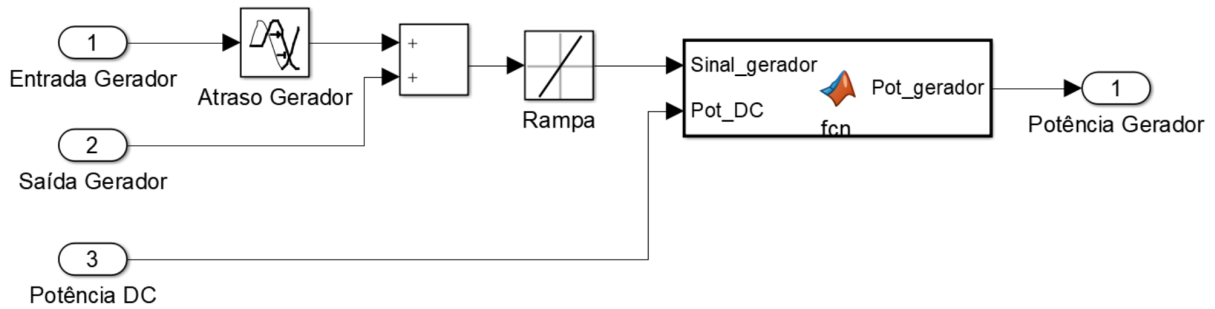 1
Entrada Gerador
Atraso Gerador
+
+
Rampa
Sinal_gerador
Pot_DC
Pot_gerador
fcn
1
Potência Gerador
2
Saída Gerador
3
Potência DC